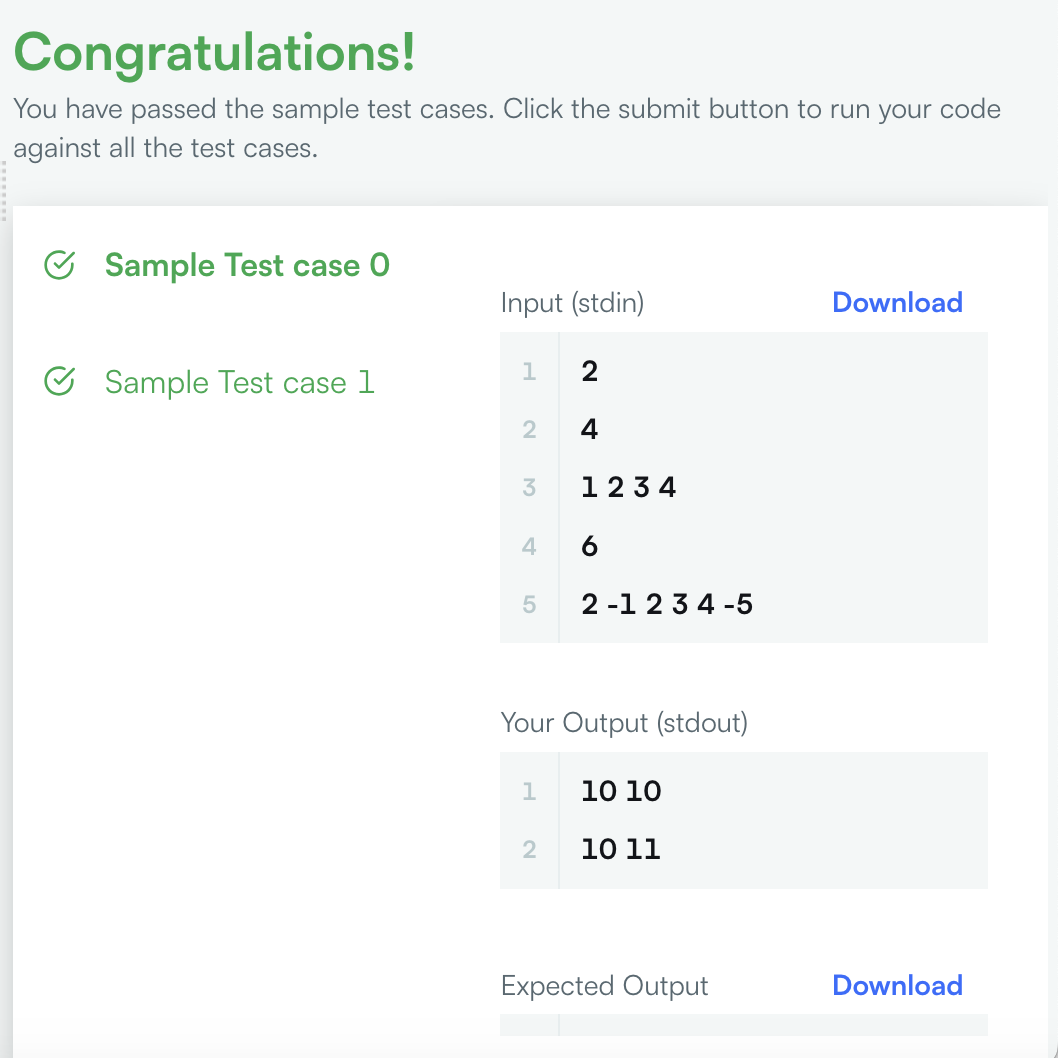 Congratulations!
You have passed the sample test cases. Click the submit button to run your code
against all the test cases.
Sample Test case 0
Sample Test case 1
Input (stdin)
Download
1 2
2 4
3 1 2 3 4
4 6
5 2 -1 2 3 4 -5
Your Output (stdout)
1 10 10
2 10 11
Expected Output
Download